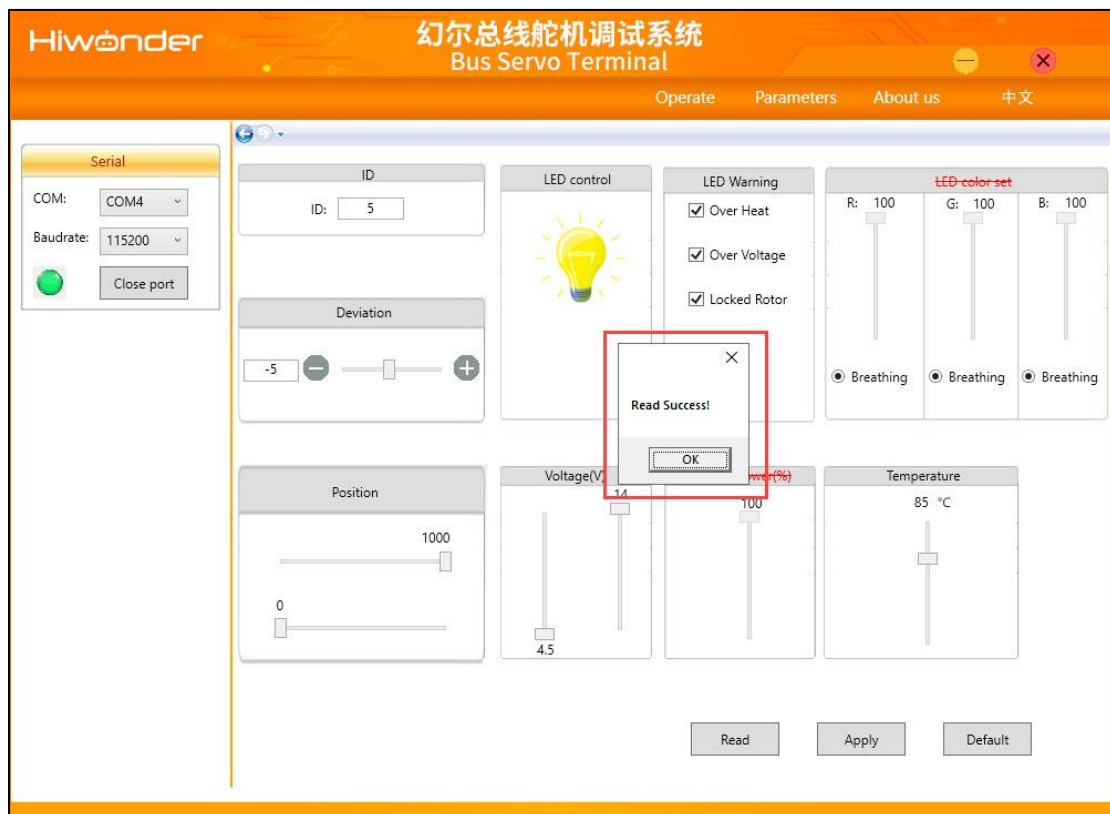 Hiwonder
幻尔总线舵机调试系统
Bus Servo Terminal
Operate Parameters About us 中文
Serial
COM: COM4
Baudrate: 115200
Close port
ID
ID: 5
Deviation
-5
Position
1000
0
LED control
LED Warning
Over Heat
Over Voltage
Locked Rotor
LED color set
R: 100 G: 100 B: 100
Breathing Breathing Breathing
Read Success!
OK
Voltage(V)
14
4.5
(%)
100
Temperature
85 °C
Read Apply Default